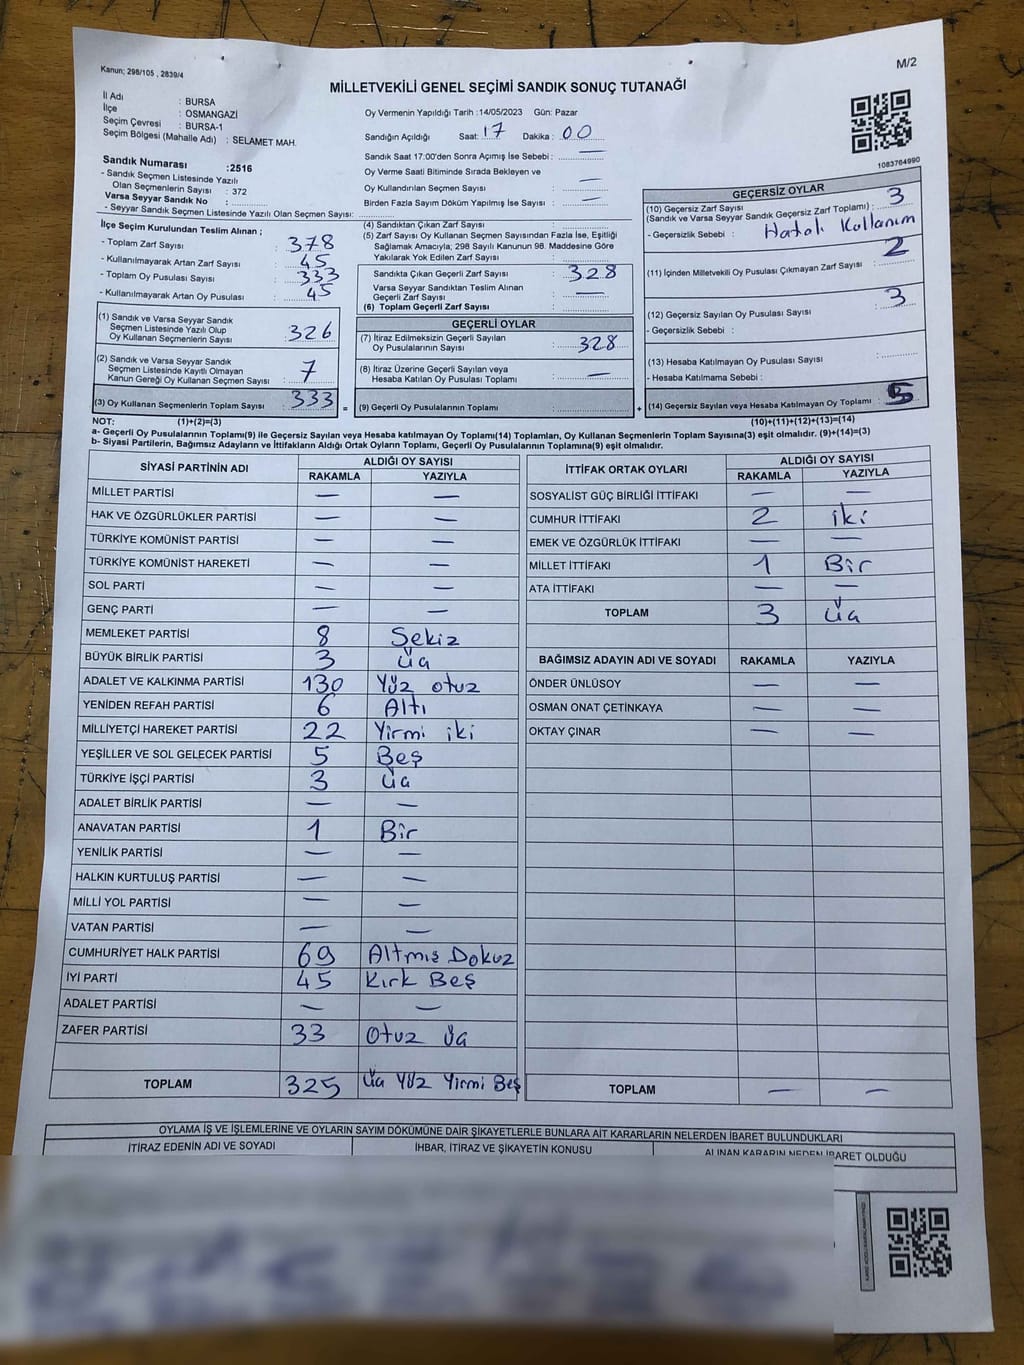 Kanun; 298/105 , 2839/4
M/2
MİLLETVEKİLİ GENEL SEÇİMİ SANDIK SONUÇ TUTANAĞI
İl Adı : BURSA
İlçe : OSMANGAZİ
Seçim Çevresi : BURSA-1
Seçim Bölgesi (Mahalle Adı) : SELAMET MAH.
Oy Vermenin Yapıldığı Tarih :14/05/2023 Gün: Pazar
Sandığın Açıldığı Saat: 17 Dakika : 00
Sandık Saat 17:00'den Sonra Açımış İse Sebebi : —
Oy Verme Saati Bitiminde Sırada Bekleyen ve
Oy Kullandırılan Seçmen Sayısı : —
Birden Fazla Sayım Döküm Yapılmış İse Sayısı : —
1083764990
Sandık Numarası :2516
- Sandık Seçmen Listesinde Yazılı
Olan Seçmenlerin Sayısı : 372
Varsa Seyyar Sandık No :
- Seyyar Sandık Seçmen Listesinde Yazılı Olan Seçmen Sayısı:
İlçe Seçim Kurulundan Teslim Alınan ;
- Toplam Zarf Sayısı : 378
- Kullanılmayarak Artan Zarf Sayısı : 45
- Toplam Oy Pusulası Sayısı : 333
- Kullanılmayarak Artan Oy Pusulası : 45
(1) Sandık ve Varsa Seyyar Sandık
Seçmen Listesinde Yazılı Olup
Oy Kullanan Seçmenlerin Sayısı : 326
(2) Sandık ve Varsa Seyyar Sandık
Seçmen Listesinde Kayıtlı Olmayan
Kanun Gereği Oy Kullanan Seçmen Sayısı : 7
(3) Oy Kullanan Seçmenlerin Toplam Sayısı : 333
(4) Sandıktan Çıkan Zarf Sayısı :
(5) Zarf Sayısı Oy Kullanan Seçmen Sayısından Fazla İse, Eşitliği
Sağlamak Amacıyla; 298 Sayılı Kanunun 98. Maddesine Göre
Yakılarak Yok Edilen Zarf Sayısı :
Sandıkta Çıkan Geçerli Zarf Sayısı : 328
Varsa Seyyar Sandıktan Teslim Alınan
Geçerli Zarf Sayısı : —
(6) Toplam Geçerli Zarf Sayısı :
GEÇERLİ OYLAR
(7) İtiraz Edilmeksizin Geçerli Sayılan
Oy Pusulalarının Sayısı : 328
(8) İtiraz Üzerine Geçerli Sayılan veya
Hesaba Katılan Oy Pusulası Toplamı : —
= (9) Geçerli Oy Pusulalarının Toplamı :
GEÇERSİZ OYLAR
(10) Geçersiz Zarf Sayısı
(Sandık ve Varsa Seyyar Sandık Geçersiz Zarf Toplamı) : 3
- Geçersizlik Sebebi : Hatalı Kullanım
(11) İçinden Milletvekili Oy Pusulası Çıkmayan Zarf Sayısı : 2
(12) Geçersiz Sayılan Oy Pusulası Sayısı : 3
- Geçersizlik Sebebi :
(13) Hesaba Katılmayan Oy Pusulası Sayısı :
- Hesaba Katılmama Sebebi :
+ (14) Geçersiz Sayılan veya Hesaba Katılmayan Oy Toplamı : 5
NOT: (1)+(2)=(3) (10)+(11)+(12)+(13)=(14)
a- Geçerli Oy Pusulalarının Toplamı(9) ile Geçersiz Sayılan veya Hesaba katılmayan Oy Toplamı(14) Toplamları, Oy Kullanan Seçmenlerin Toplam Sayısına(3) eşit olmalıdır. (9)+(14)=(3)
b- Siyasi Partilerin, Bağımsız Adayların ve İttifakların Aldığı Ortak Oyların Toplamı, Geçerli Oy Pusulalarının Toplamına(9) eşit olmalıdır.
SİYASİ PARTİNİN ADI ALDIĞI OY SAYISI
RAKAMLA YAZIYLA
MİLLET PARTİSİ — —
HAK VE ÖZGÜRLÜKLER PARTİSİ — —
TÜRKİYE KOMÜNİST PARTİSİ — —
TÜRKİYE KOMÜNİST HAREKETİ — —
SOL PARTİ — —
GENÇ PARTİ — —
MEMLEKET PARTİSİ 8 Sekiz
BÜYÜK BİRLİK PARTİSİ 3 Üç
ADALET VE KALKINMA PARTİSİ 130 Yüz otuz
YENİDEN REFAH PARTİSİ 6 Altı
MİLLİYETÇİ HAREKET PARTİSİ 22 Yirmi iki
YEŞİLLER VE SOL GELECEK PARTİSİ 5 Beş
TÜRKİYE İŞÇİ PARTİSİ 3 Üç
ADALET BİRLİK PARTİSİ — —
ANAVATAN PARTİSİ 1 Bir
YENİLİK PARTİSİ — —
HALKIN KURTULUŞ PARTİSİ — —
MİLLİ YOL PARTİSİ — —
VATAN PARTİSİ — —
CUMHURİYET HALK PARTİSİ 69 Altmış Dokuz
İYİ PARTİ 45 Kırk Beş
ADALET PARTİSİ — —
ZAFER PARTİSİ 33 Otuz Üç
TOPLAM 325 Üç Yüz Yirmi Beş
İTTİFAK ORTAK OYLARI ALDIĞI OY SAYISI
RAKAMLA YAZIYLA
SOSYALİST GÜÇ BİRLİĞİ İTTİFAKI — —
CUMHUR İTTİFAKI 2 iki
EMEK VE ÖZGÜRLÜK İTTİFAKI — —
MİLLET İTTİFAKI 1 Bir
ATA İTTİFAKI — —
TOPLAM 3 Üç
BAĞIMSIZ ADAYIN ADI VE SOYADI RAKAMLA YAZIYLA
ÖNDER ÜNLÜSOY — —
OSMAN ONAT ÇETİNKAYA — —
OKTAY ÇINAR — —
TOPLAM — —
OYLAMA İŞ VE İŞLEMLERİNE VE OYLARIN SAYIM DÖKÜMÜNE DAİR ŞİKAYETLERLE BUNLARA AİT KARARLARIN NELERDEN İBARET BULUNDUKLARI
İTİRAZ EDENİN ADI VE SOYADI İHBAR, İTİRAZ VE ŞİKAYETİN KONUSU ALINAN KARARIN NEDEN İBARET OLDUĞU